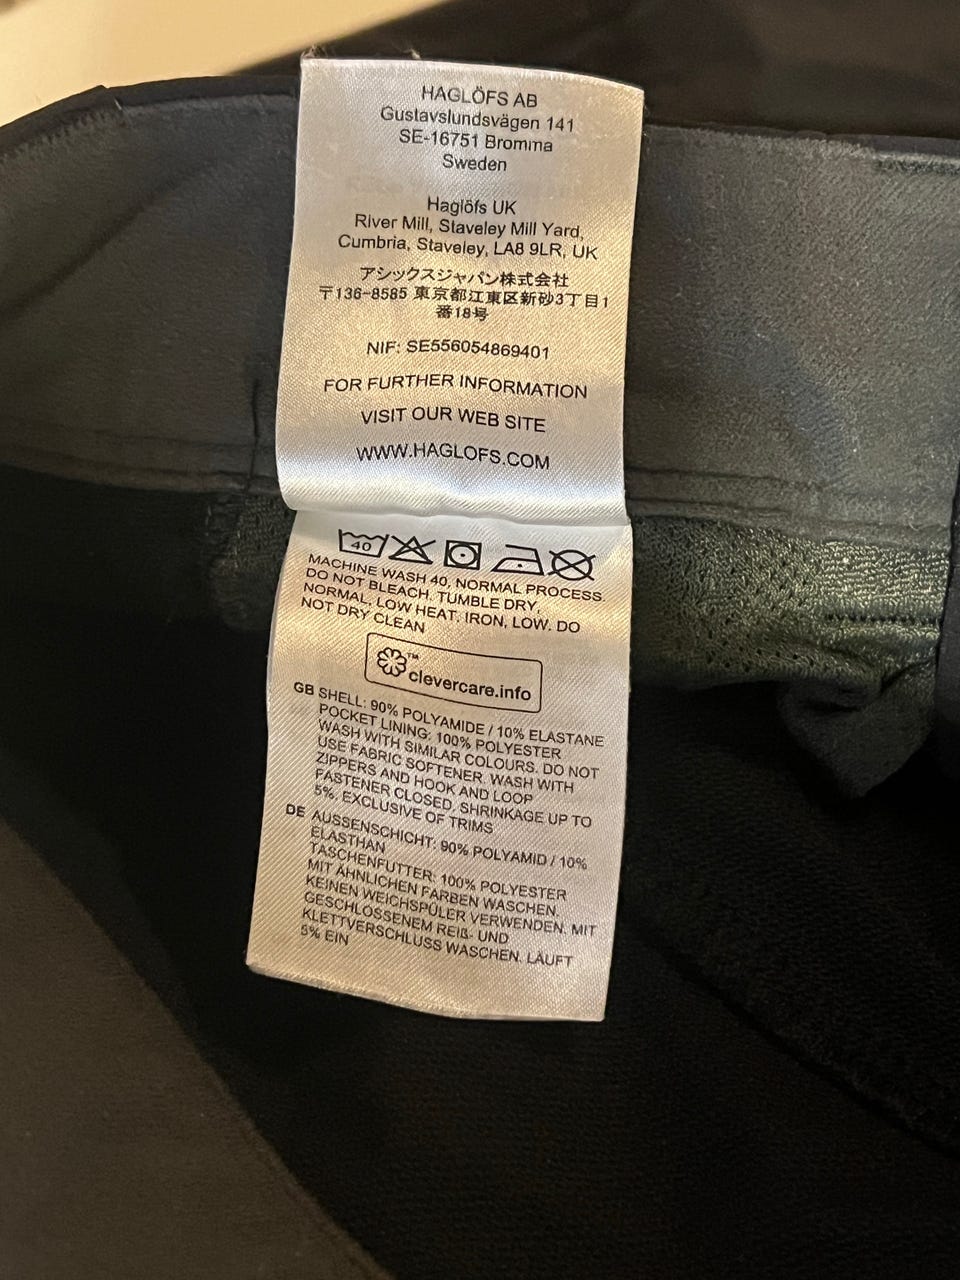 HAGLÖFS AB
Gustavslundsvägen 141
SE-16751 Bromma
Sweden
Haglöfs UK
River Mill, Staveley Mill Yard,
Cumbria, Staveley, LA8 9LR, UK
アシックスジャパン株式会社
〒136-8585 東京都江東区新砂3丁目1
番18号
NIF: SE556054869401
FOR FURTHER INFORMATION
VISIT OUR WEB SITE
WWW.HAGLOFS.COM
40
MACHINE WASH 40, NORMAL PROCESS.
DO NOT BLEACH. TUMBLE DRY,
NORMAL, LOW HEAT. IRON, LOW. DO
NOT DRY CLEAN
™
clevercare.info
GB SHELL: 90% POLYAMIDE / 10% ELASTANE
POCKET LINING: 100% POLYESTER
WASH WITH SIMILAR COLOURS. DO NOT
USE FABRIC SOFTENER. WASH WITH
ZIPPERS AND HOOK AND LOOP
FASTENER CLOSED. SHRINKAGE UP TO
5%. EXCLUSIVE OF TRIMS
DE AUSSENSCHICHT: 90% POLYAMID / 10%
ELASTHAN
TASCHENFUTTER: 100% POLYESTER
MIT ÄHNLICHEN FARBEN WASCHEN.
KEINEN WEICHSPÜLER VERWENDEN. MIT
GESCHLOSSENEM REIß- UND
KLETTVERSCHLUSS WASCHEN. LÄUFT
5% EIN